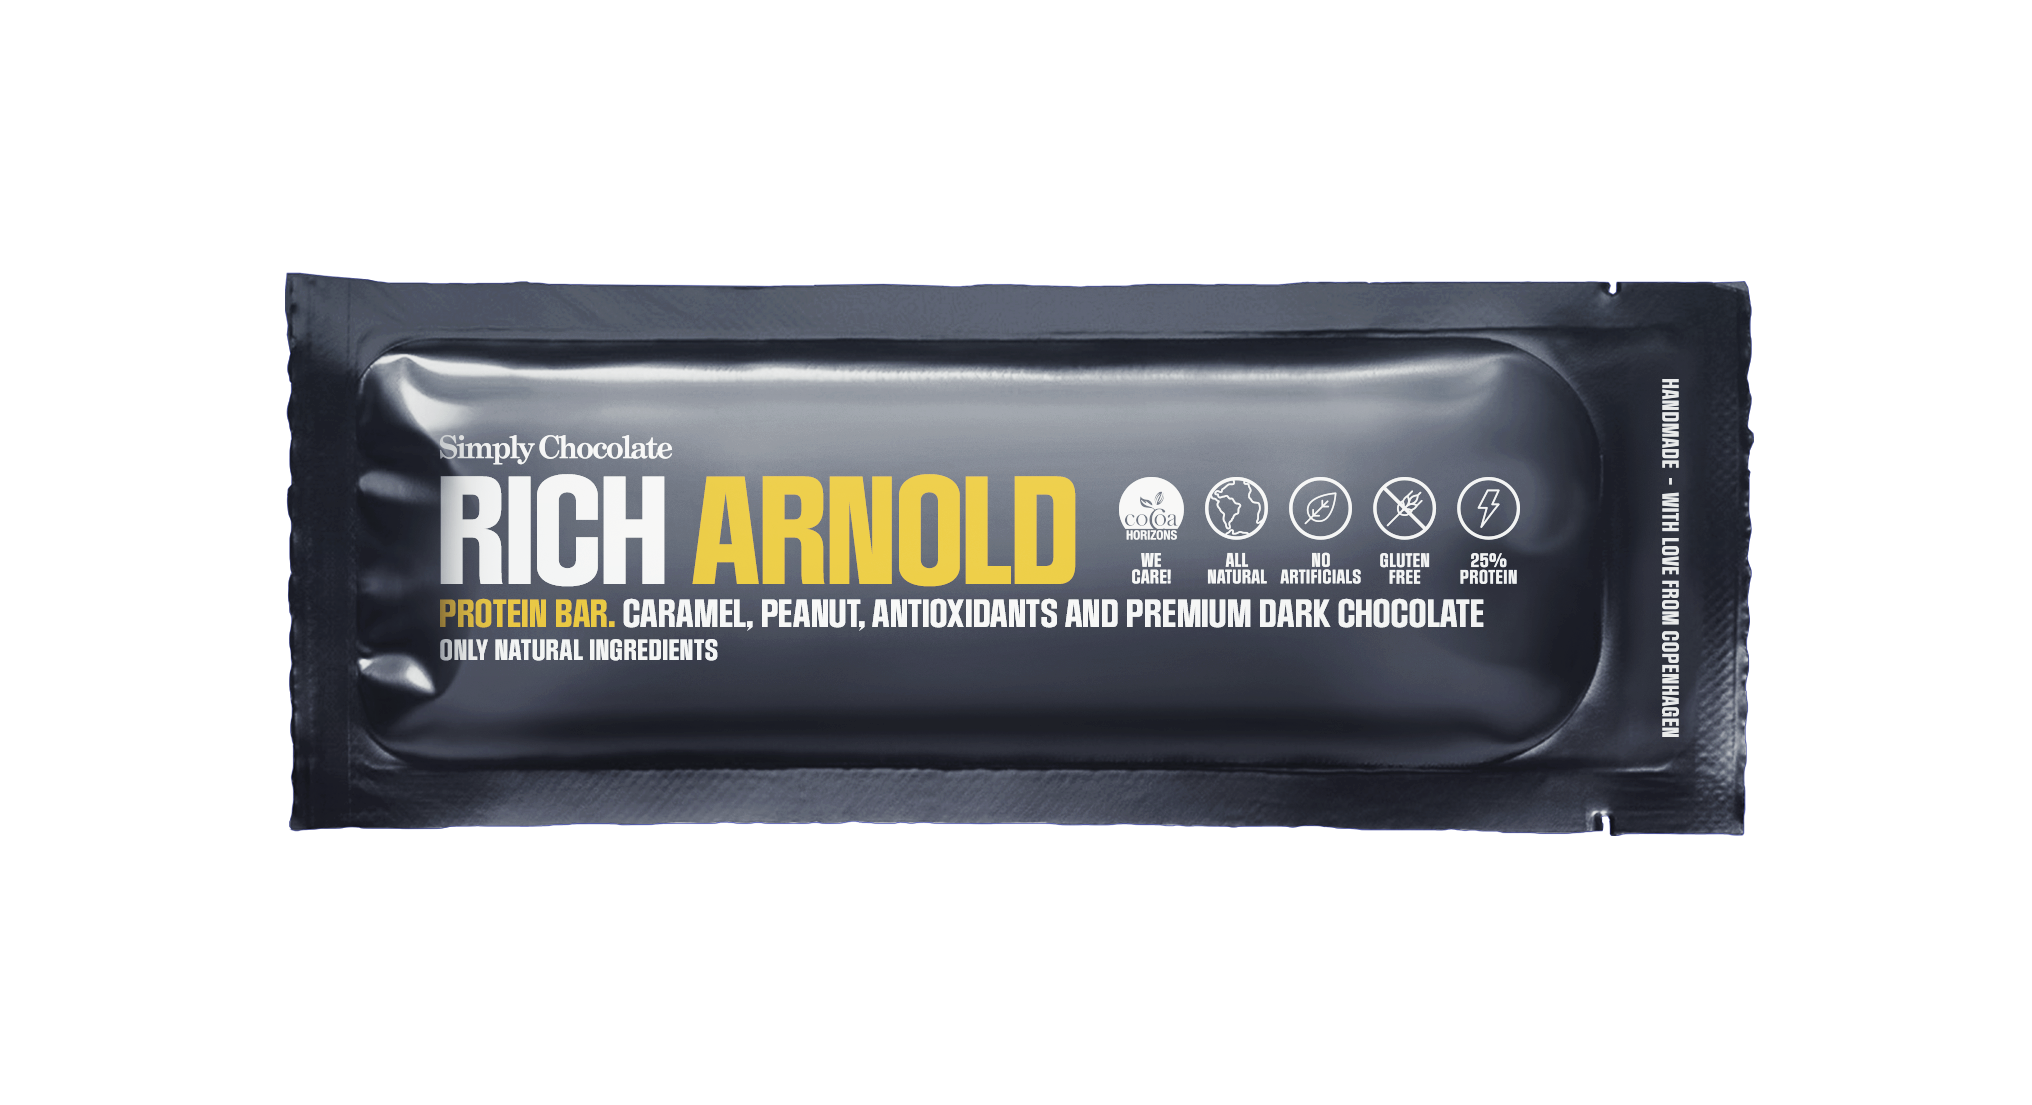 Simply Chocolate
RICH ARNOLD
cocoa
HORIZONS
WE
CARE!
ALL
NATURAL
NO
ARTIFICIALS
GLUTEN
FREE
25%
PROTEIN
PROTEIN BAR. CARAMEL, PEANUT, ANTIOXIDANTS AND PREMIUM DARK CHOCOLATE
ONLY NATURAL INGREDIENTS
HANDMADE - WITH LOVE FROM COPENHAGEN